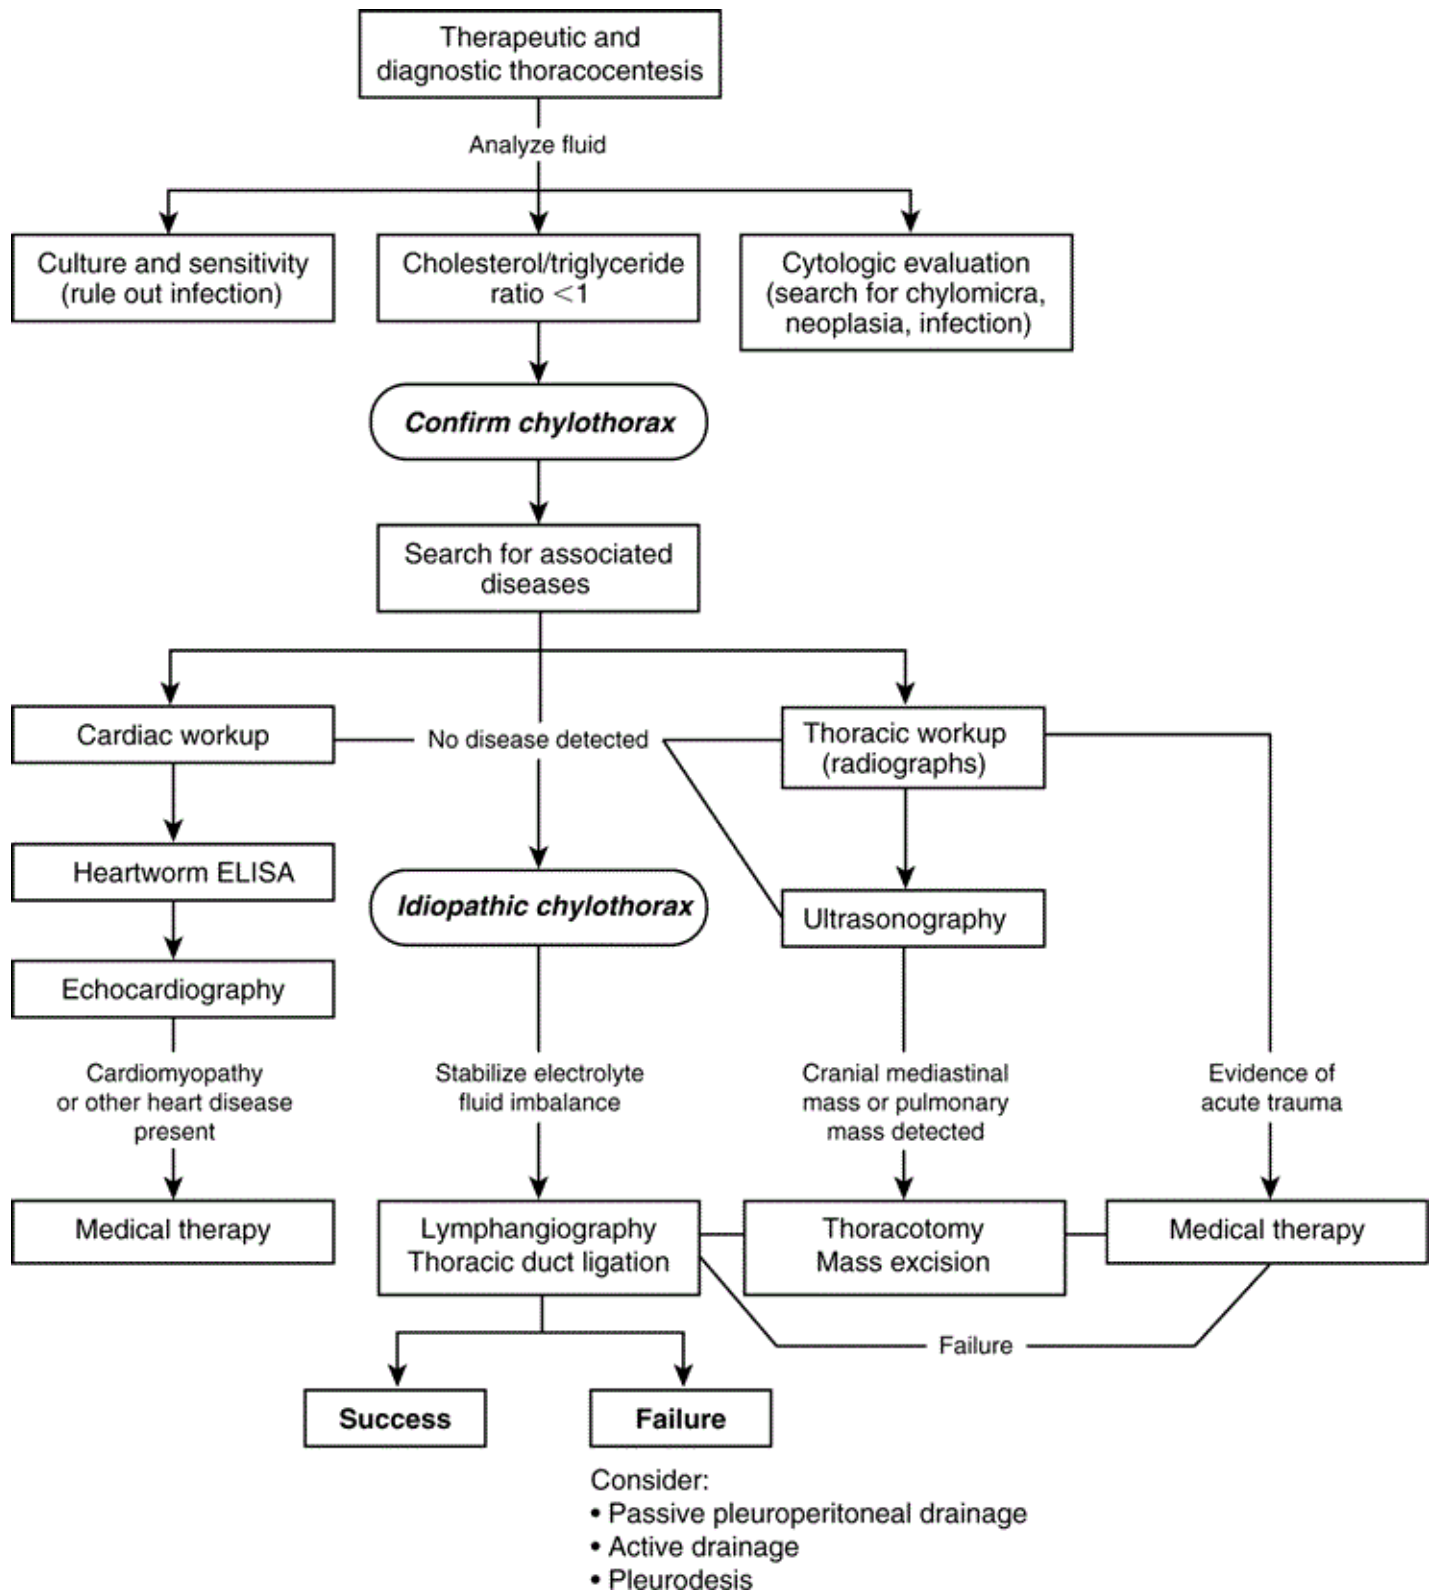 Therapeutic and
diagnostic thoracocentesis
Analyze fluid
Culture and sensitivity
(rule out infection)
Cholesterol/triglyceride
ratio <1
Cytologic evaluation
(search for chylomicra,
neoplasia, infection)
Confirm chylothorax
Search for associated
diseases
Cardiac workup
No disease detected
Thoracic workup
(radiographs)
Heartworm ELISA
Idiopathic chylothorax
Ultrasonography
Echocardiography
Cardiomyopathy
or other heart disease
present
Stabilize electrolyte
fluid imbalance
Cranial mediastinal
mass or pulmonary
mass detected
Evidence of
acute trauma
Medical therapy
Lymphangiography
Thoracic duct ligation
Thoracotomy
Mass excision
Medical therapy
Failure
Success
Failure
Consider:
• Passive pleuroperitoneal drainage
• Active drainage
• Pleurodesis